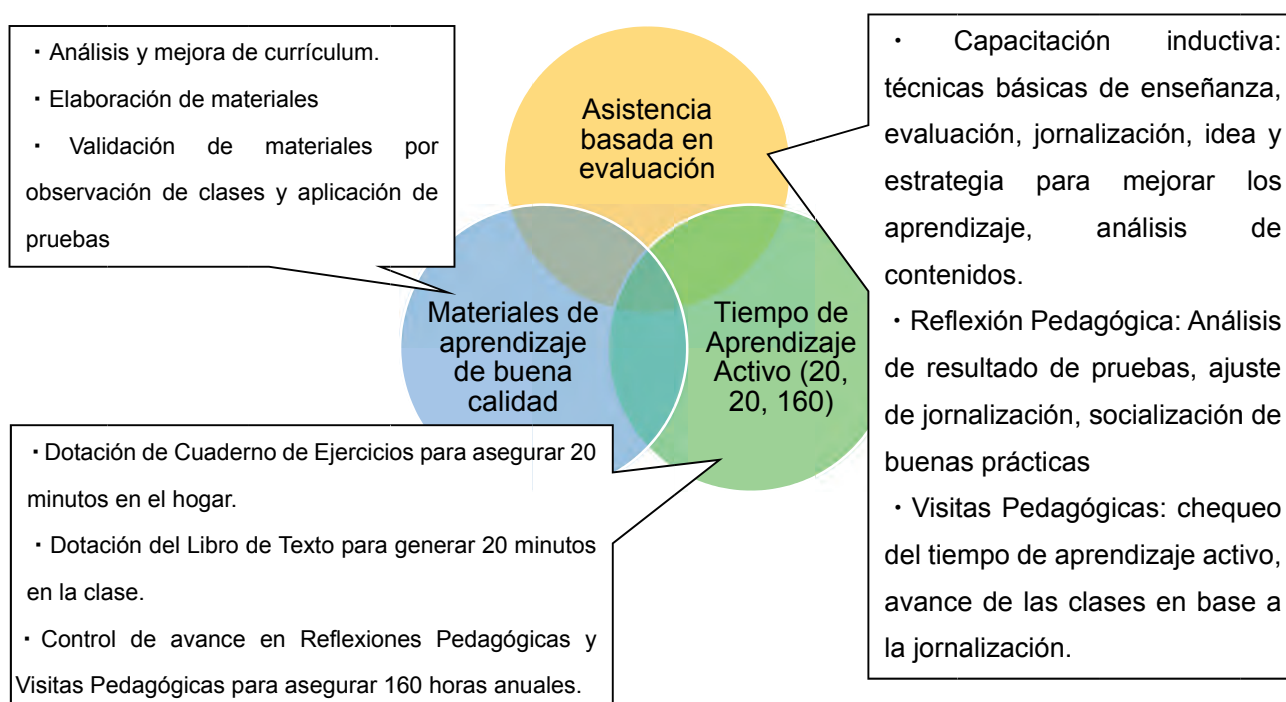 ・Análisis y mejora de currículum.
・Elaboración de materiales
・ Validación de materiales por
observación de clases y aplicación de
pruebas
Asistencia
basada en
evaluación
・ Capacitación inductiva:
técnicas básicas de enseñanza,
evaluación, jornalización, idea y
estrategia para mejorar los
aprendizaje, análisis de
contenidos.
・Reflexión Pedagógica: Análisis
de resultado de pruebas, ajuste
de jornalización, socialización de
buenas prácticas
・Visitas Pedagógicas: chequeo
del tiempo de aprendizaje activo,
avance de las clases en base a
la jornalización.
Materiales de
aprendizaje
de buena
calidad
Tiempo de
Aprendizaje
Activo (20,
20, 160)
・Dotación de Cuaderno de Ejercicios para asegurar 20
minutos en el hogar.
・Dotación del Libro de Texto para generar 20 minutos
en la clase.
・Control de avance en Reflexiones Pedagógicas y
Visitas Pedagógicas para asegurar 160 horas anuales.